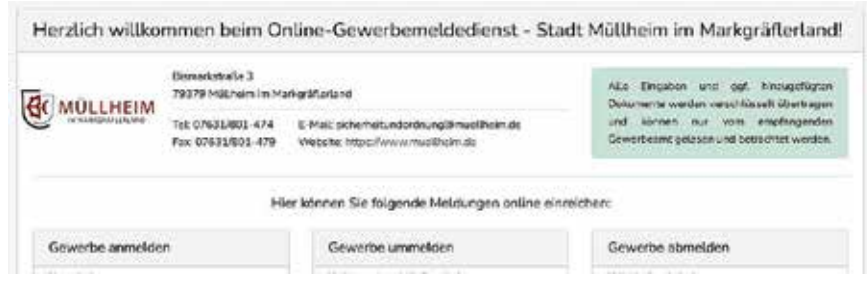 Herzlich willkommen beim Online-Gewerbemeldedienst - Stadt Müllheim im Markgräflerland!
MÜLLHEIM
IM MARKGRÄFLERLAND
Bismarckstraße 3
79379 Müllheim im Markgräflerland
Tel: 07631/801-474 E-Mail: sicherheitundordnung@muellheim.de
Fax: 07631/801-479 Website: https://www.muellheim.de
Alle Eingaben und ggf. hinzugefügten
Dokumente werden verschlüsselt übertragen
und können nur vom empfangenden
Gewerbeamt gelesen und betrachtet werden.
Hier können Sie folgende Meldungen online einreichen:
Gewerbe anmelden
Gewerbe ummelden
Gewerbe abmelden